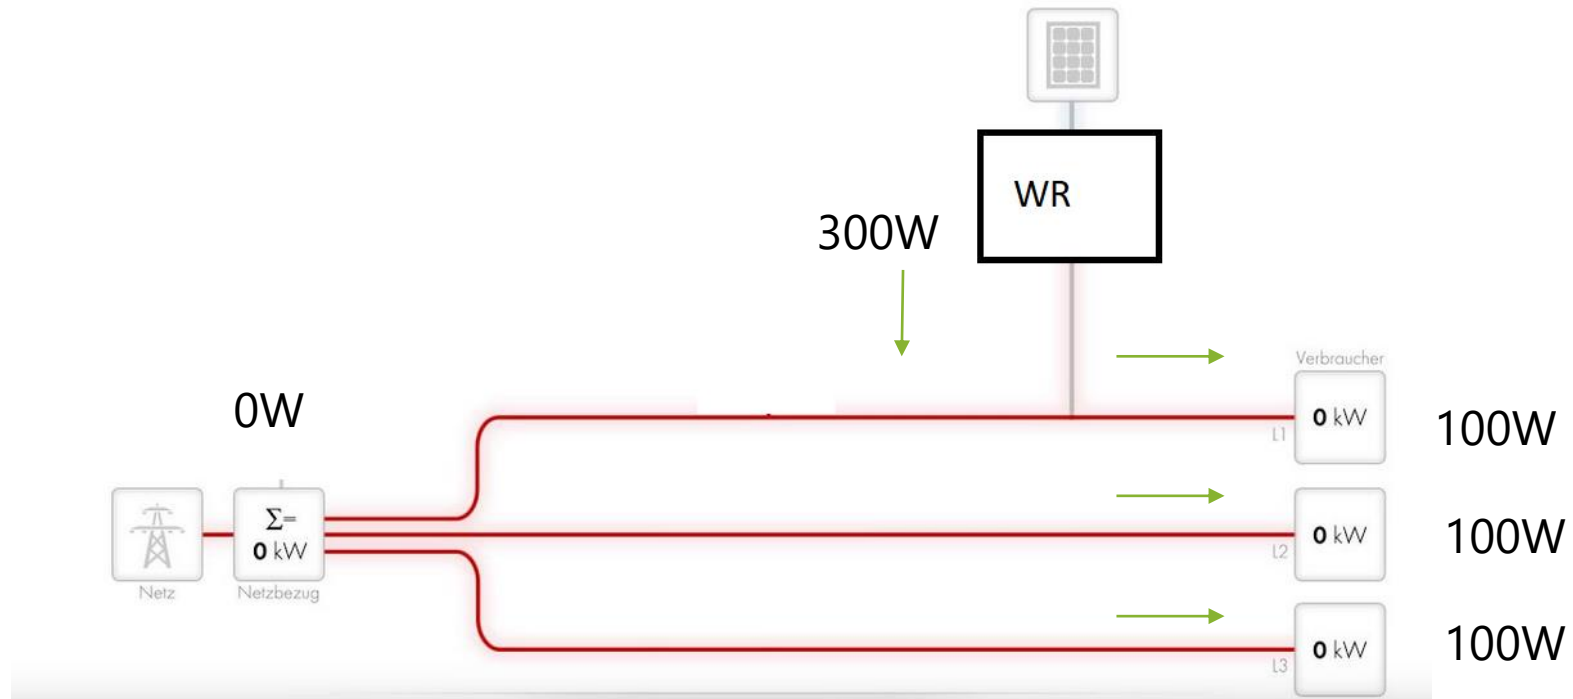 WR
300W
Verbraucher
0W
0 kW
L1
100W
Σ=
0 kW
0 kW
L2
100W
Netz
Netzbezug
0 kW
L3
100W